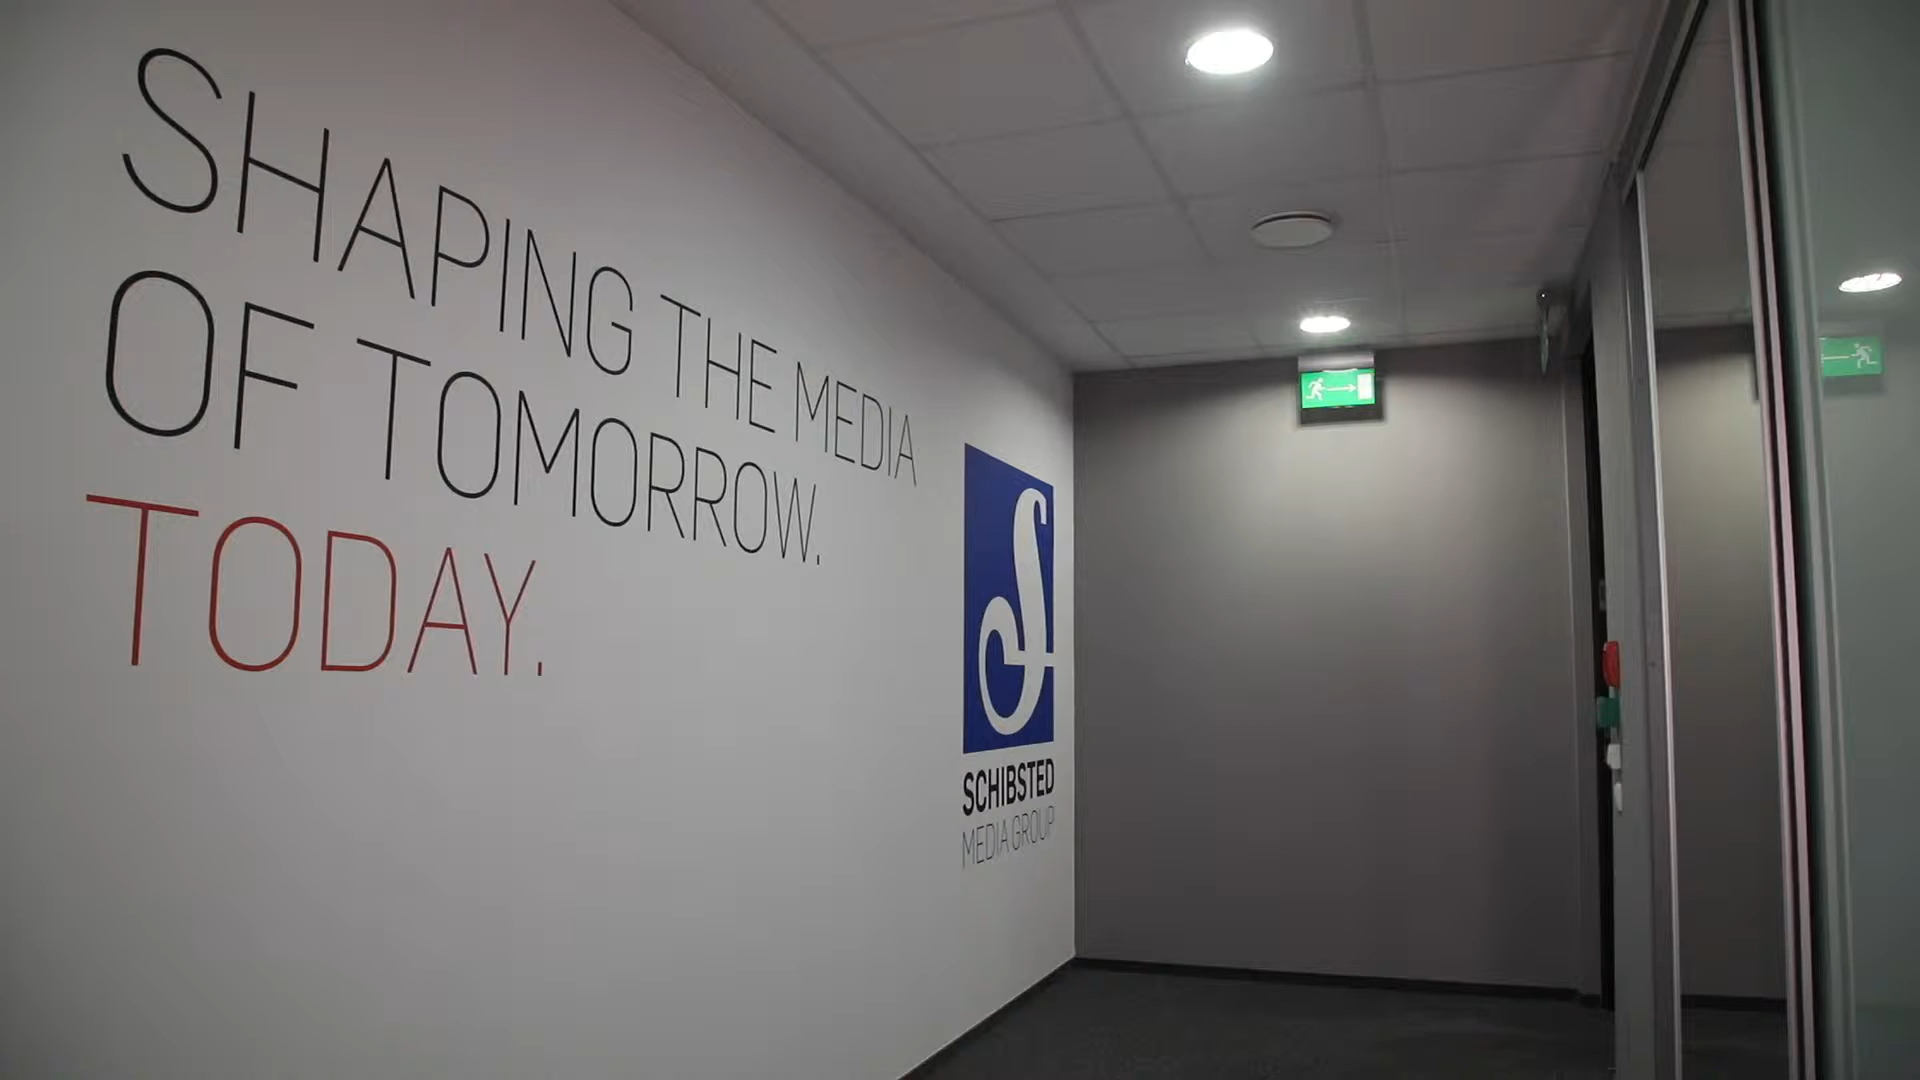 SHAPING THE MEDIA
OF TOMORROW.
TODAY.
SCHIBSTED
MEDIA GROUP